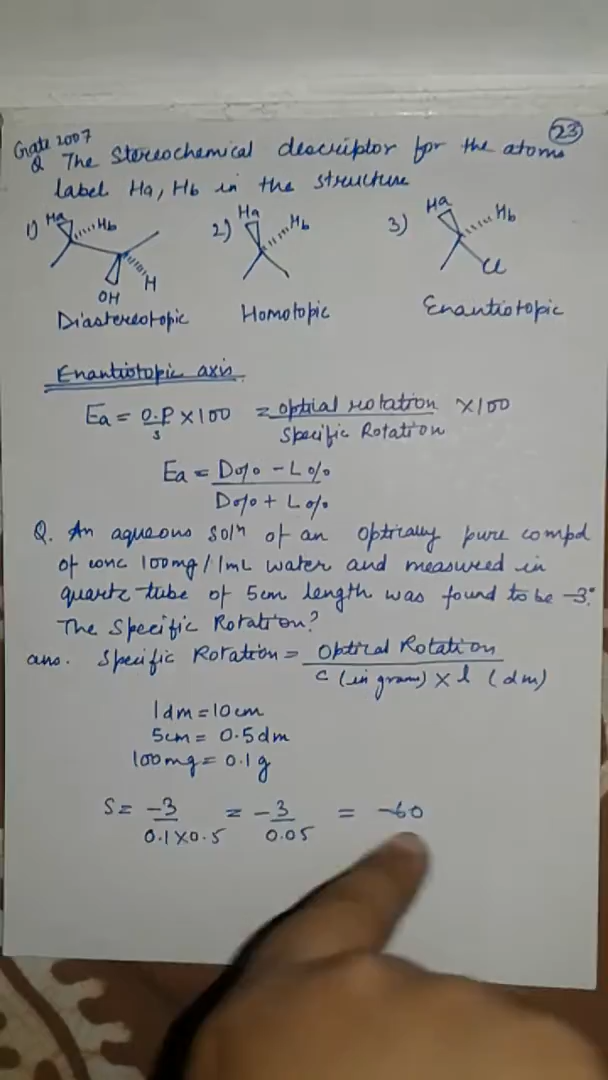 23
Gate 2007
Q The Stereochemical descriptor for the atoms
label Ha, Hb in the structure
1) Ha Hb OH H
2) Ha Hb
3) Ha Hb Cl
Diastereotopic Homotopic Enantiotopic
Enantiotopic axis.
Ea = O.P/s × 100 = optial rotation/Specific Rotation × 100
Ea = D% - L%
D% + L%
Q. An aqueous Solⁿ of an Optically pure compd
of conc 100mg/1mL water and measured in
quartz tube of 5cm length was found to be -3°.
The Specific Rotation?
ans. Specific Rotation = Optical Rotation
c (in gram) × l (dm)
1dm = 10cm
5cm = 0.5dm
100mg = 0.1g
S = -3/0.1×0.5 = -3/0.05 = -60